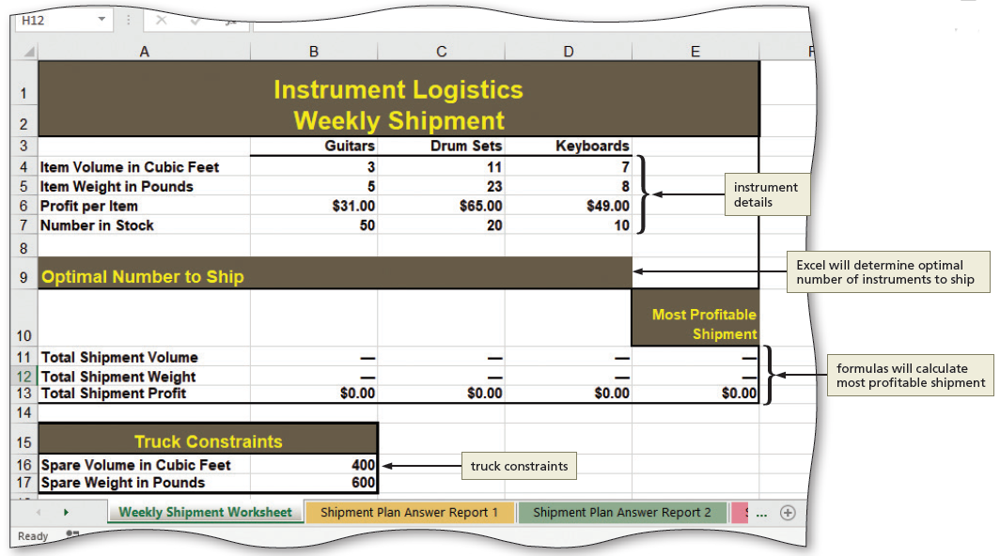 H12
A B C D E F
1 Instrument Logistics
2 Weekly Shipment
3 Guitars Drum Sets Keyboards
4 Item Volume in Cubic Feet 3 11 7
5 Item Weight in Pounds 5 23 8
6 Profit per Item $31.00 $65.00 $49.00
7 Number in Stock 50 20 10
instrument
details
8
9 Optimal Number to Ship
Excel will determine optimal
number of instruments to ship
Most Profitable
10 Shipment
11 Total Shipment Volume — — — —
12 Total Shipment Weight — — — —
13 Total Shipment Profit $0.00 $0.00 $0.00 $0.00
formulas will calculate
most profitable shipment
14
15 Truck Constraints
16 Spare Volume in Cubic Feet 400
17 Spare Weight in Pounds 600
truck constraints
Weekly Shipment Worksheet Shipment Plan Answer Report 1 Shipment Plan Answer Report 2 ...
Ready